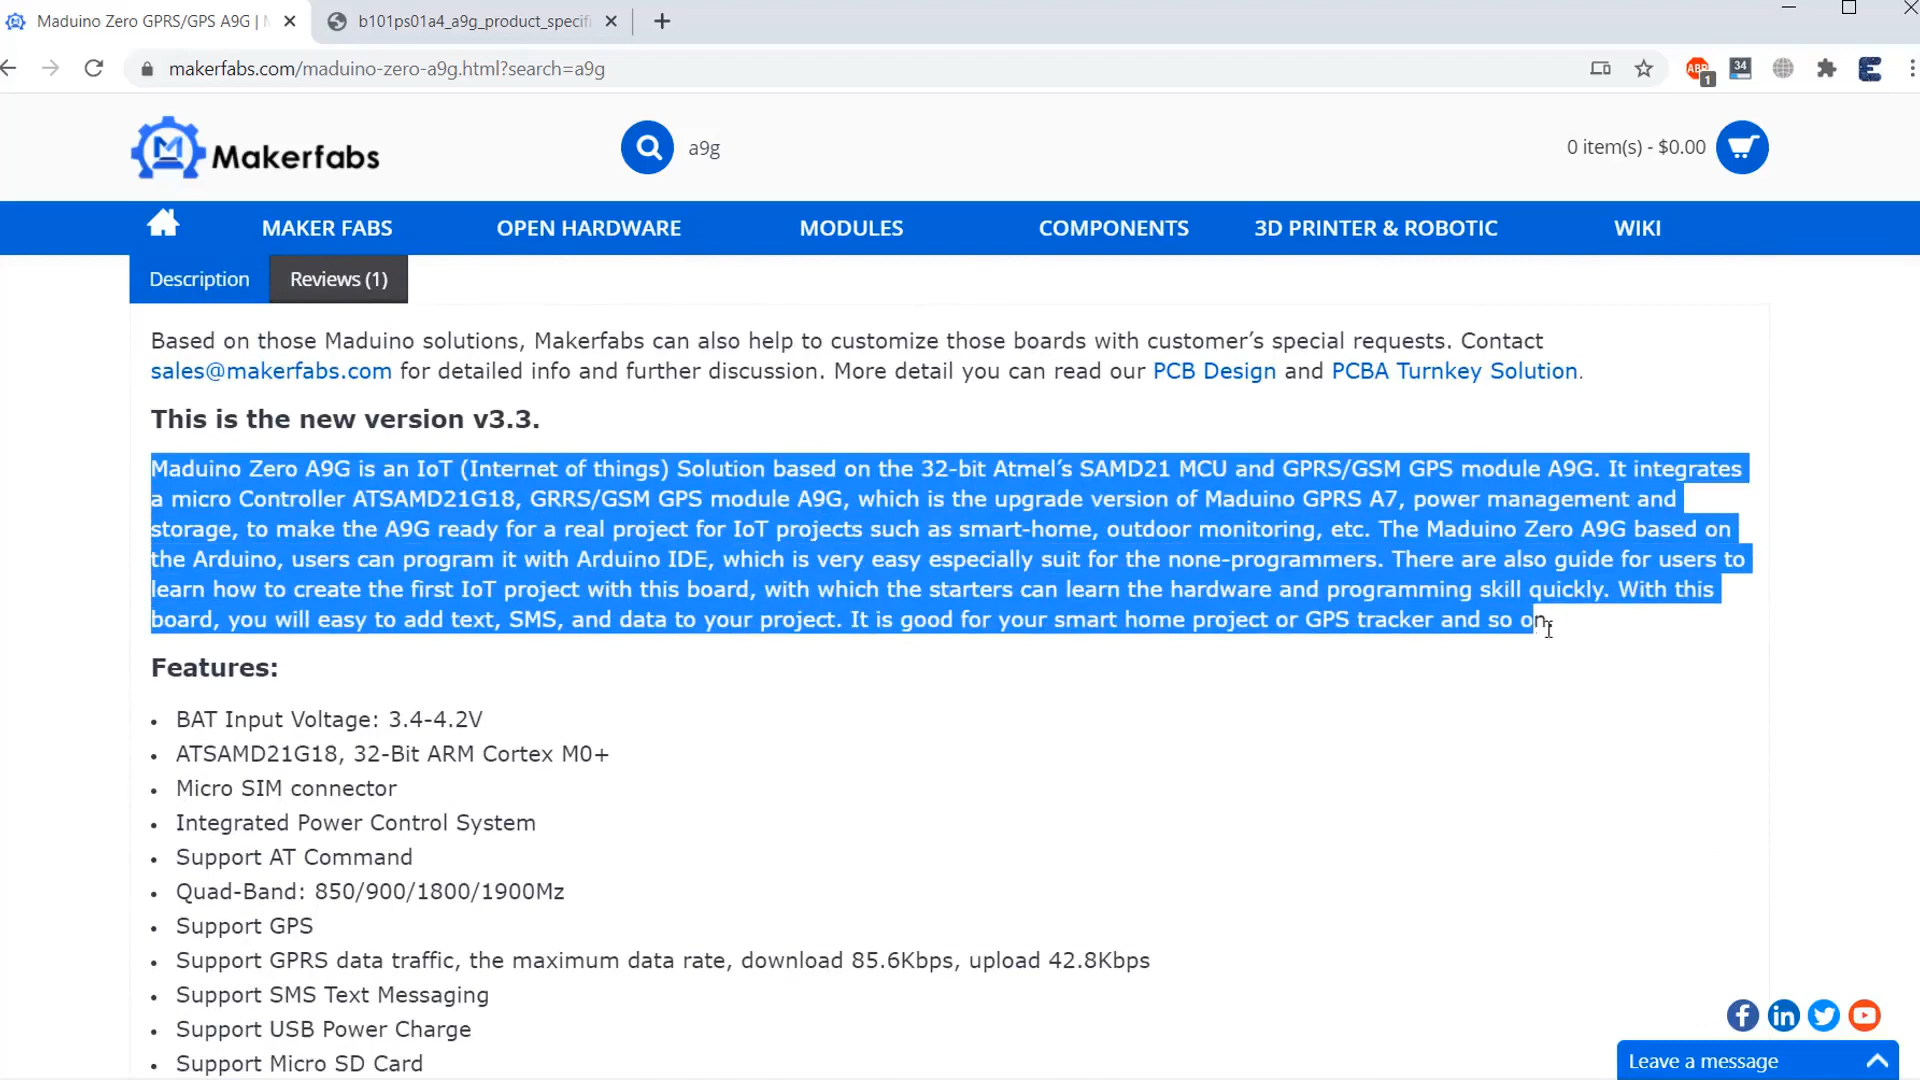 Maduino Zero GPRS/GPS A9G |
b101ps01a4_a9g_product_specifi
makerfabs.com/maduino-zero-a9g.html?search=a9g
ABP
1
34
Makerfabs
a9g
0 item(s) - $0.00
MAKER FABS
OPEN HARDWARE
MODULES
COMPONENTS
3D PRINTER & ROBOTIC
WIKI
Description
Reviews (1)
Based on those Maduino solutions, Makerfabs can also help to customize those boards with customer’s special requests. Contact
sales@makerfabs.com for detailed info and further discussion. More detail you can read our PCB Design and PCBA Turnkey Solution.
This is the new version v3.3.
Maduino Zero A9G is an IoT (Internet of things) Solution based on the 32-bit Atmel’s SAMD21 MCU and GPRS/GSM GPS module A9G. It integrates
a micro Controller ATSAMD21G18, GRRS/GSM GPS module A9G, which is the upgrade version of Maduino GPRS A7, power management and
storage, to make the A9G ready for a real project for IoT projects such as smart-home, outdoor monitoring, etc. The Maduino Zero A9G based on
the Arduino, users can program it with Arduino IDE, which is very easy especially suit for the none-programmers. There are also guide for users to
learn how to create the first IoT project with this board, with which the starters can learn the hardware and programming skill quickly. With this
board, you will easy to add text, SMS, and data to your project. It is good for your smart home project or GPS tracker and so on.
Features:
• BAT Input Voltage: 3.4-4.2V
• ATSAMD21G18, 32-Bit ARM Cortex M0+
• Micro SIM connector
• Integrated Power Control System
• Support AT Command
• Quad-Band: 850/900/1800/1900Mz
• Support GPS
• Support GPRS data traffic, the maximum data rate, download 85.6Kbps, upload 42.8Kbps
• Support SMS Text Messaging
• Support USB Power Charge
• Support Micro SD Card
Leave a message